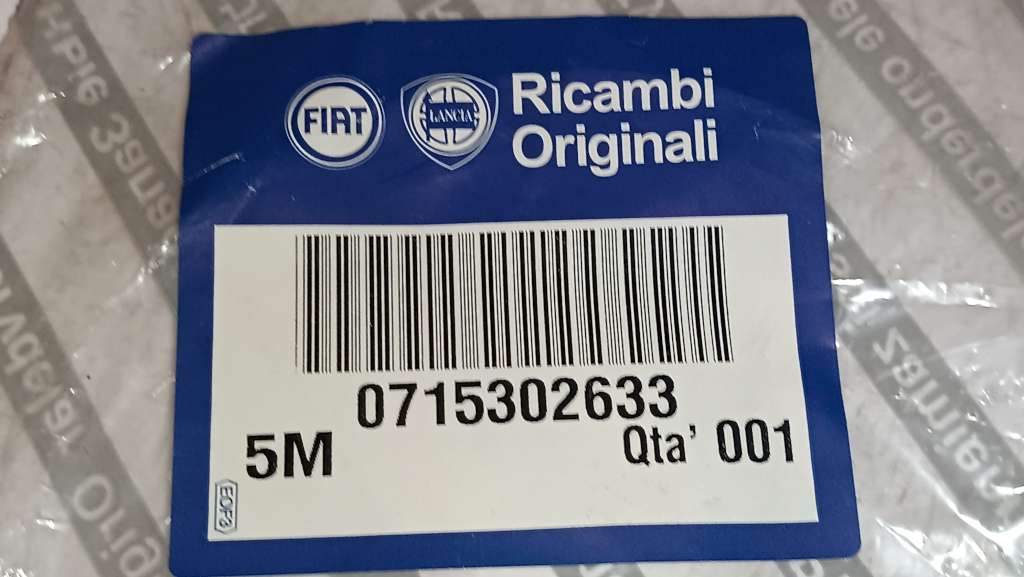 FIAT
LANCIA
Ricambi
Originali
0715302633
5M
Qta' 001